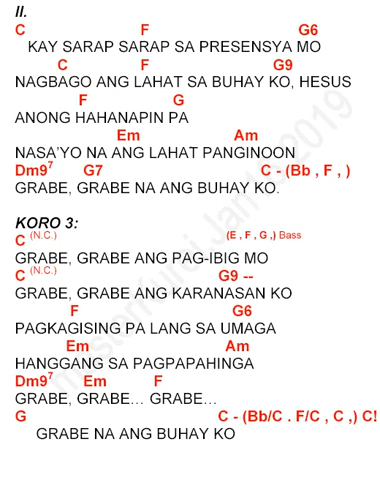 II.
C F G6
KAY SARAP SARAP SA PRESENSYA MO
C F G9
NAGBAGO ANG LAHAT SA BUHAY KO, HESUS
F G
ANONG HAHANAPIN PA
Em Am
NASA'YO NA ANG LAHAT PANGINOON
Dm9⁷ G7 C - (Bb , F , )
GRABE, GRABE NA ANG BUHAY KO.
KORO 3:
C (N.C.) (E , F , G ,) Bass
GRABE, GRABE ANG PAG-IBIG MO
C (N.C.) G9 --
GRABE, GRABE ANG KARANASAN KO
F G6
PAGKAGISING PA LANG SA UMAGA
Em Am
HANGGANG SA PAGPAPAHINGA
Dm9⁷ Em F
GRABE, GRABE... GRABE...
G C - (Bb/C . F/C , C ,) C!
GRABE NA ANG BUHAY KO